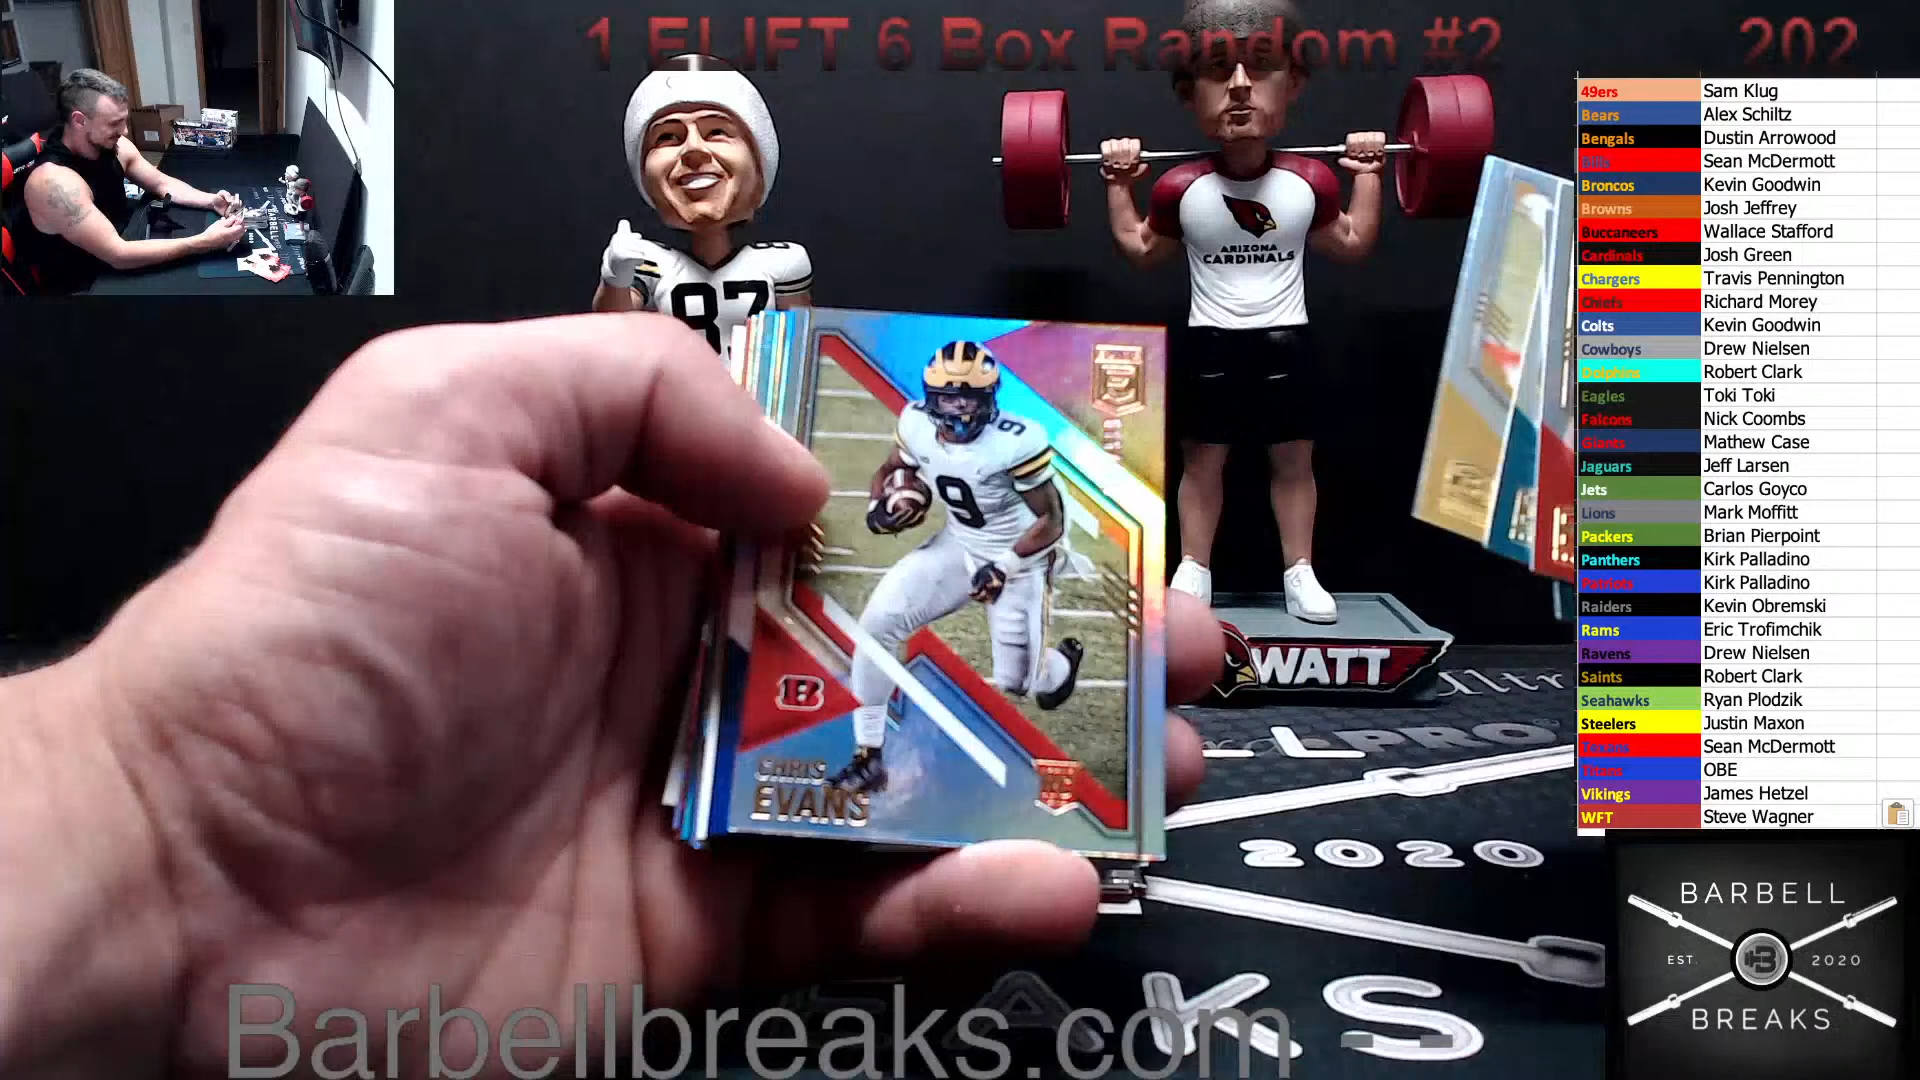 1 ELIFT 6 Box Random #2 202
49ers Sam Klug
Bears Alex Schiltz
Bengals Dustin Arrowood
Bills Sean McDermott
Broncos Kevin Goodwin
Browns Josh Jeffrey
Buccaneers Wallace Stafford
Cardinals Josh Green
Chargers Travis Pennington
Chiefs Richard Morey
Colts Kevin Goodwin
Cowboys Drew Nielsen
Dolphins Robert Clark
Eagles Toki Toki
Falcons Nick Coombs
Giants Mathew Case
Jaguars Jeff Larsen
Jets Carlos Goyco
Lions Mark Moffitt
Packers Brian Pierpoint
Panthers Kirk Palladino
Patriots Kirk Palladino
Raiders Kevin Obremski
Rams Eric Trofimchik
Ravens Drew Nielsen
Saints Robert Clark
Seahawks Ryan Plodzik
Steelers Justin Maxon
Texans Sean McDermott
Titans OBE
Vikings James Hetzel
WFT Steve Wagner
87
ARIZONA
CARDINALS
WATT
9
9
B
CHRIS
EVANS
RC
Ultr
PRO
2020
AKS
Barbellbreaks.com
BARBELL
EST. B 2020
BREAKS